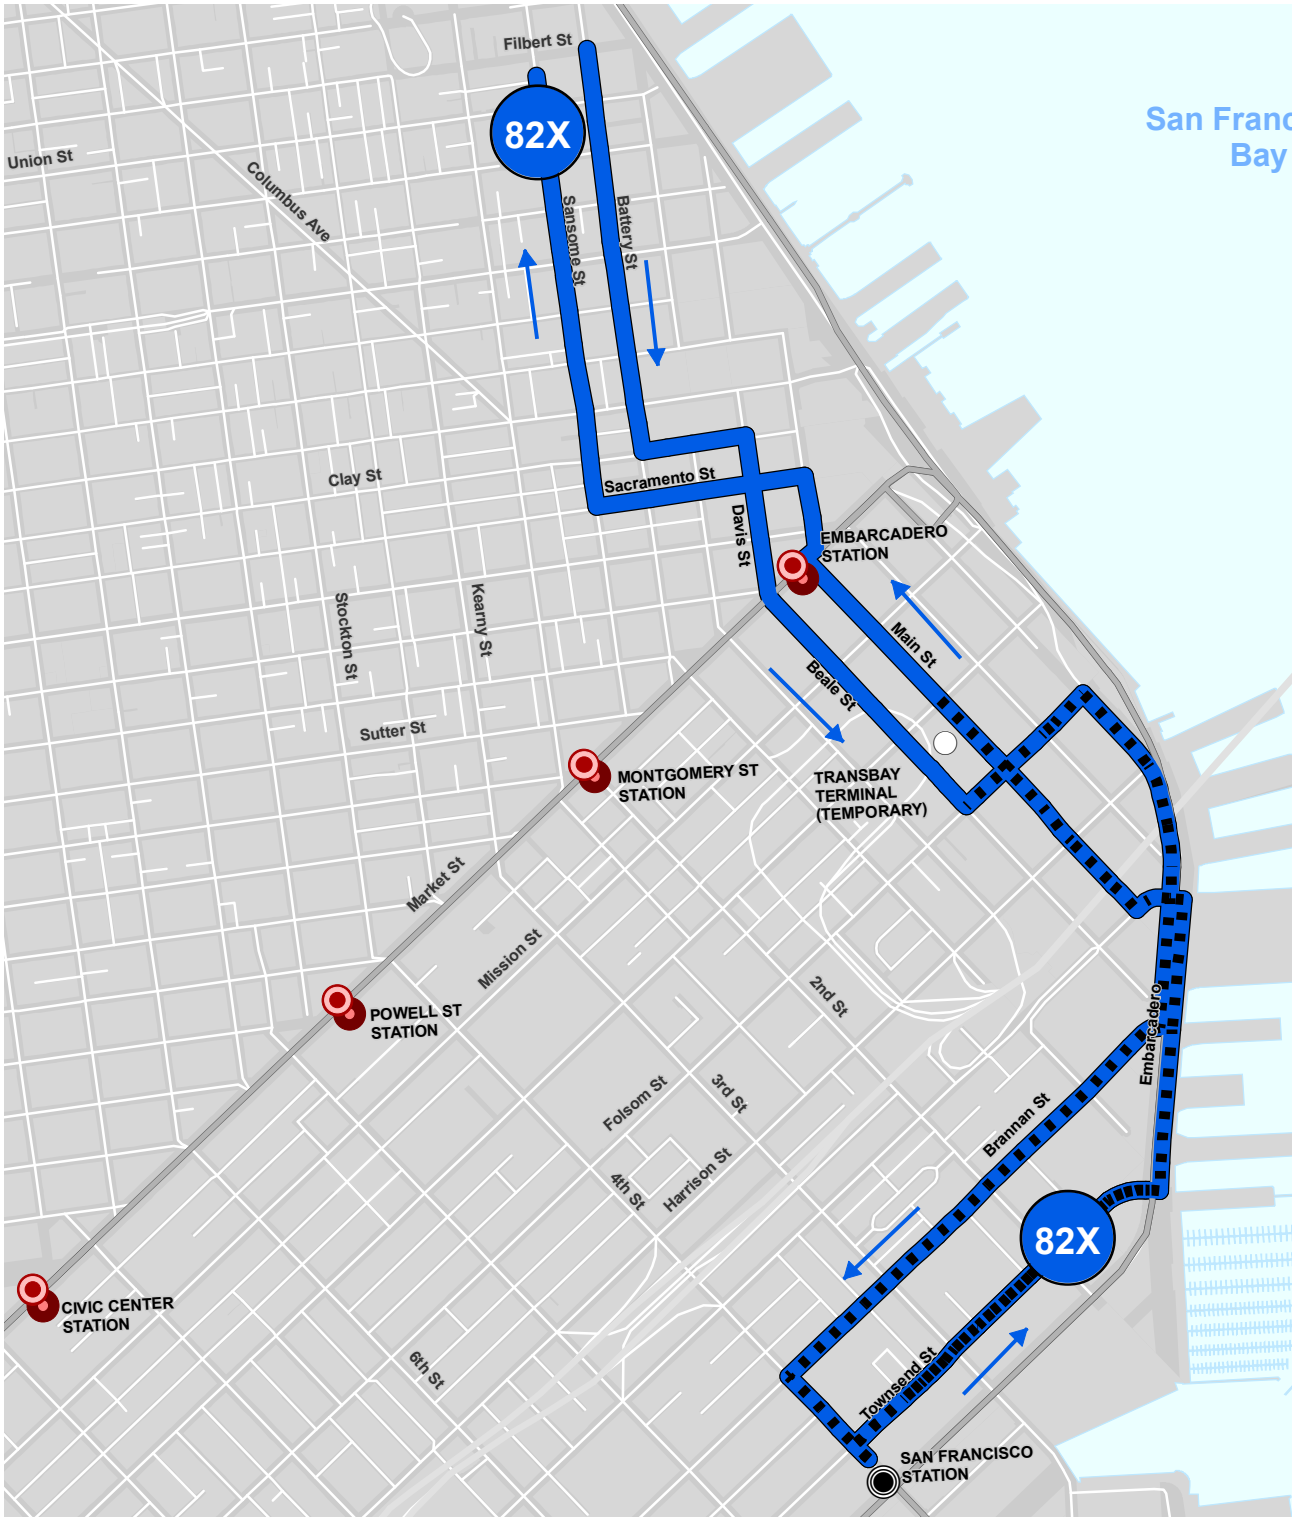 Filbert St
San Franc
Bay
82X
Union St
Columbus Ave
Sansome St
Battery St
Clay St
Sacramento St
Davis St
EMBARCADERO
STATION
Stockton St
Kearny St
Main St
Beale St
Sutter St
MONTGOMERY ST
STATION
TRANSBAY
TERMINAL
(TEMPORARY)
Market St
Mission St
2nd St
POWELL ST
STATION
Embarcadero
Folsom St
3rd St
Brannan St
4th St
Harrison St
82X
CIVIC CENTER
STATION
6th St
Townsend St
SAN FRANCISCO
STATION